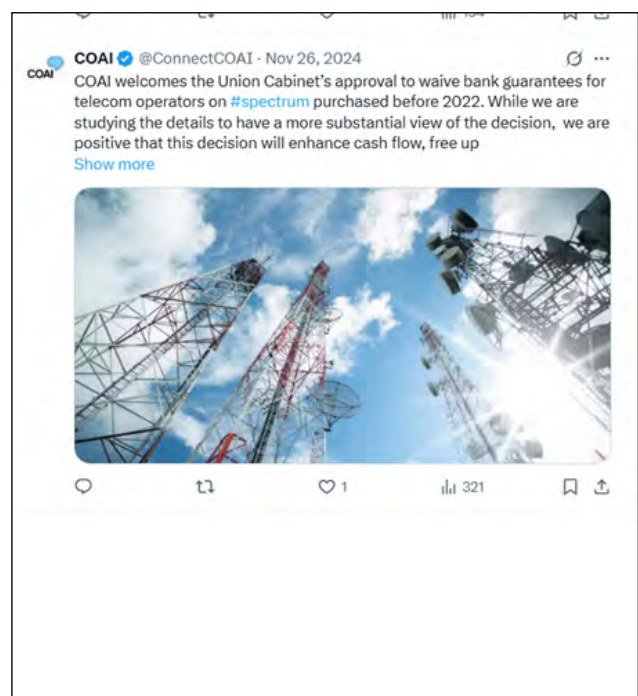 COAI @ConnectCOAI · Nov 26, 2024
COAI
COAI welcomes the Union Cabinet's approval to waive bank guarantees for
telecom operators on #spectrum purchased before 2022. While we are
studying the details to have a more substantial view of the decision,  we are
positive that this decision will enhance cash flow, free up
Show more
1
321